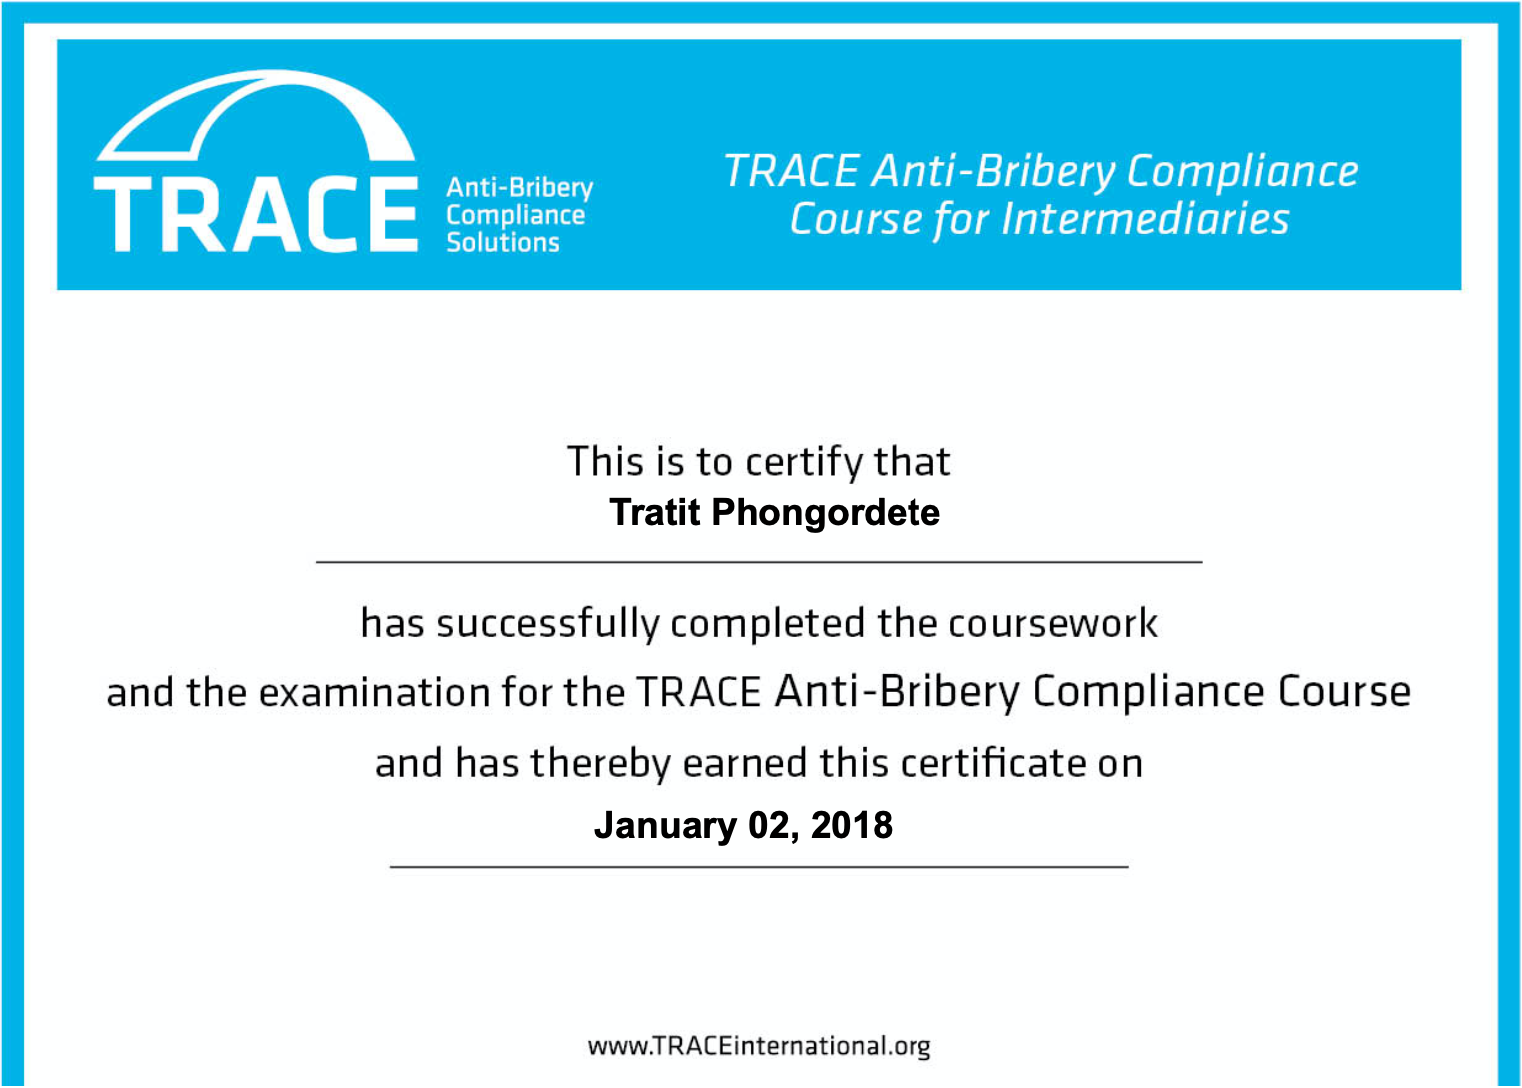 TRACE
Anti-Bribery
Compliance
Solutions
TRACE Anti-Bribery Compliance
Course for Intermediaries
This is to certify that
Tratit Phongordete
has successfully completed the coursework
and the examination for the TRACE Anti-Bribery Compliance Course
and has thereby earned this certificate on
January 02, 2018
www.TRACEinternational.org